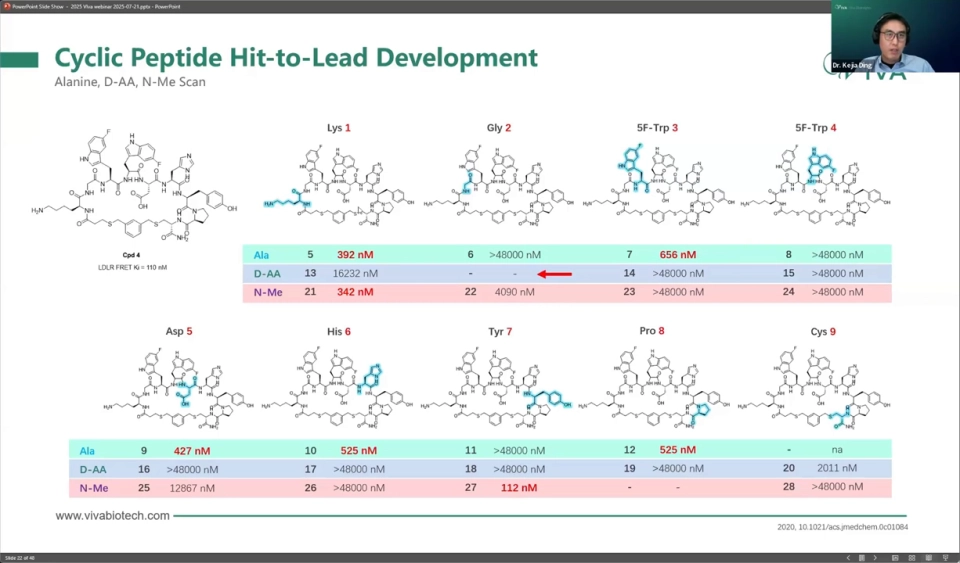 PowerPoint Slide Show - 2025 Viva webinar 2025-07-21.pptx - PowerPoint
Cyclic Peptide Hit-to-Lead Development
Alanine, D-AA, N-Me Scan
VIVA
Dr. Kejia Ding
Cpd 4
LDLR FRET Ki = 110 nM
Lys 1 Gly 2 5F-Trp 3 5F-Trp 4
Ala 5 392 nM 6 >48000 nM 7 656 nM 8 >48000 nM
D-AA 13 16232 nM - - 14 >48000 nM 15 >48000 nM
N-Me 21 342 nM 22 4090 nM 23 >48000 nM 24 >48000 nM
Asp 5 His 6 Tyr 7 Pro 8 Cys 9
Ala 9 427 nM 10 525 nM 11 >48000 nM 12 525 nM - na
D-AA 16 >48000 nM 17 >48000 nM 18 >48000 nM 19 >48000 nM 20 2011 nM
N-Me 25 12867 nM 26 >48000 nM 27 112 nM - - 28 >48000 nM
www.vivabiotech.com
2020, 10.1021/acs.jmedchem.0c01084
Slide 22 of 48